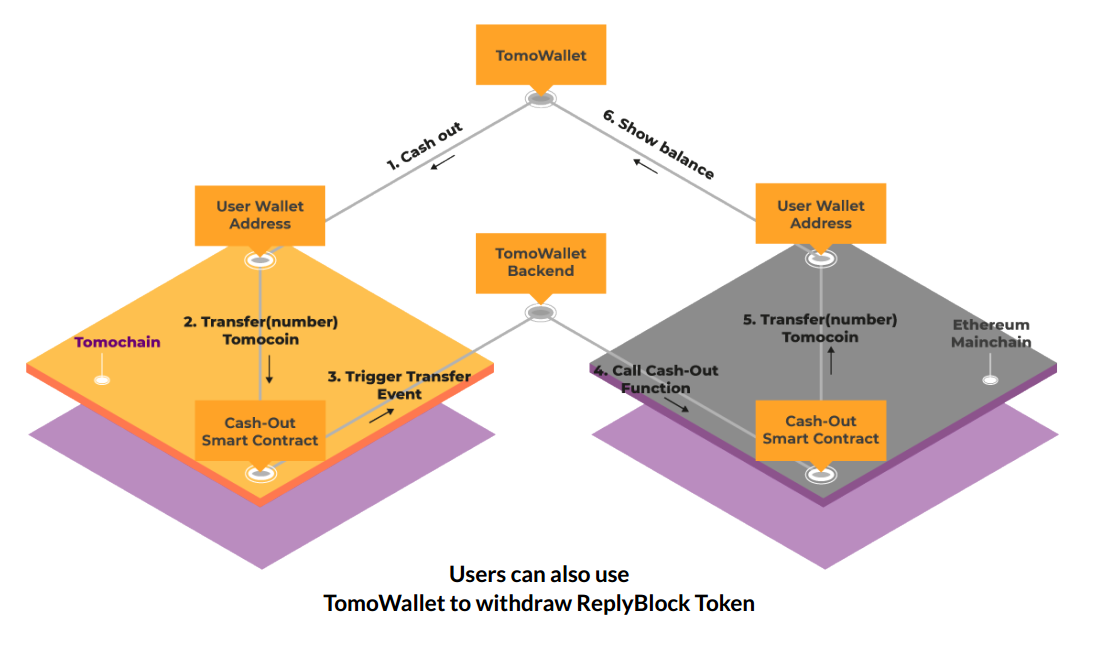 TomoWallet
1. Cash out
6. Show balance
User Wallet
Address
User Wallet
Address
TomoWallet
Backend
2. Transfer(number)
Tomocoin
5. Transfer(number)
Tomocoin
Tomochain
Ethereum
Mainchain
3. Trigger Transfer
Event
4. Call Cash-Out
Function
Cash-Out
Smart Contract
Cash-Out
Smart Contract
Users can also use
TomoWallet to withdraw ReplyBlock Token